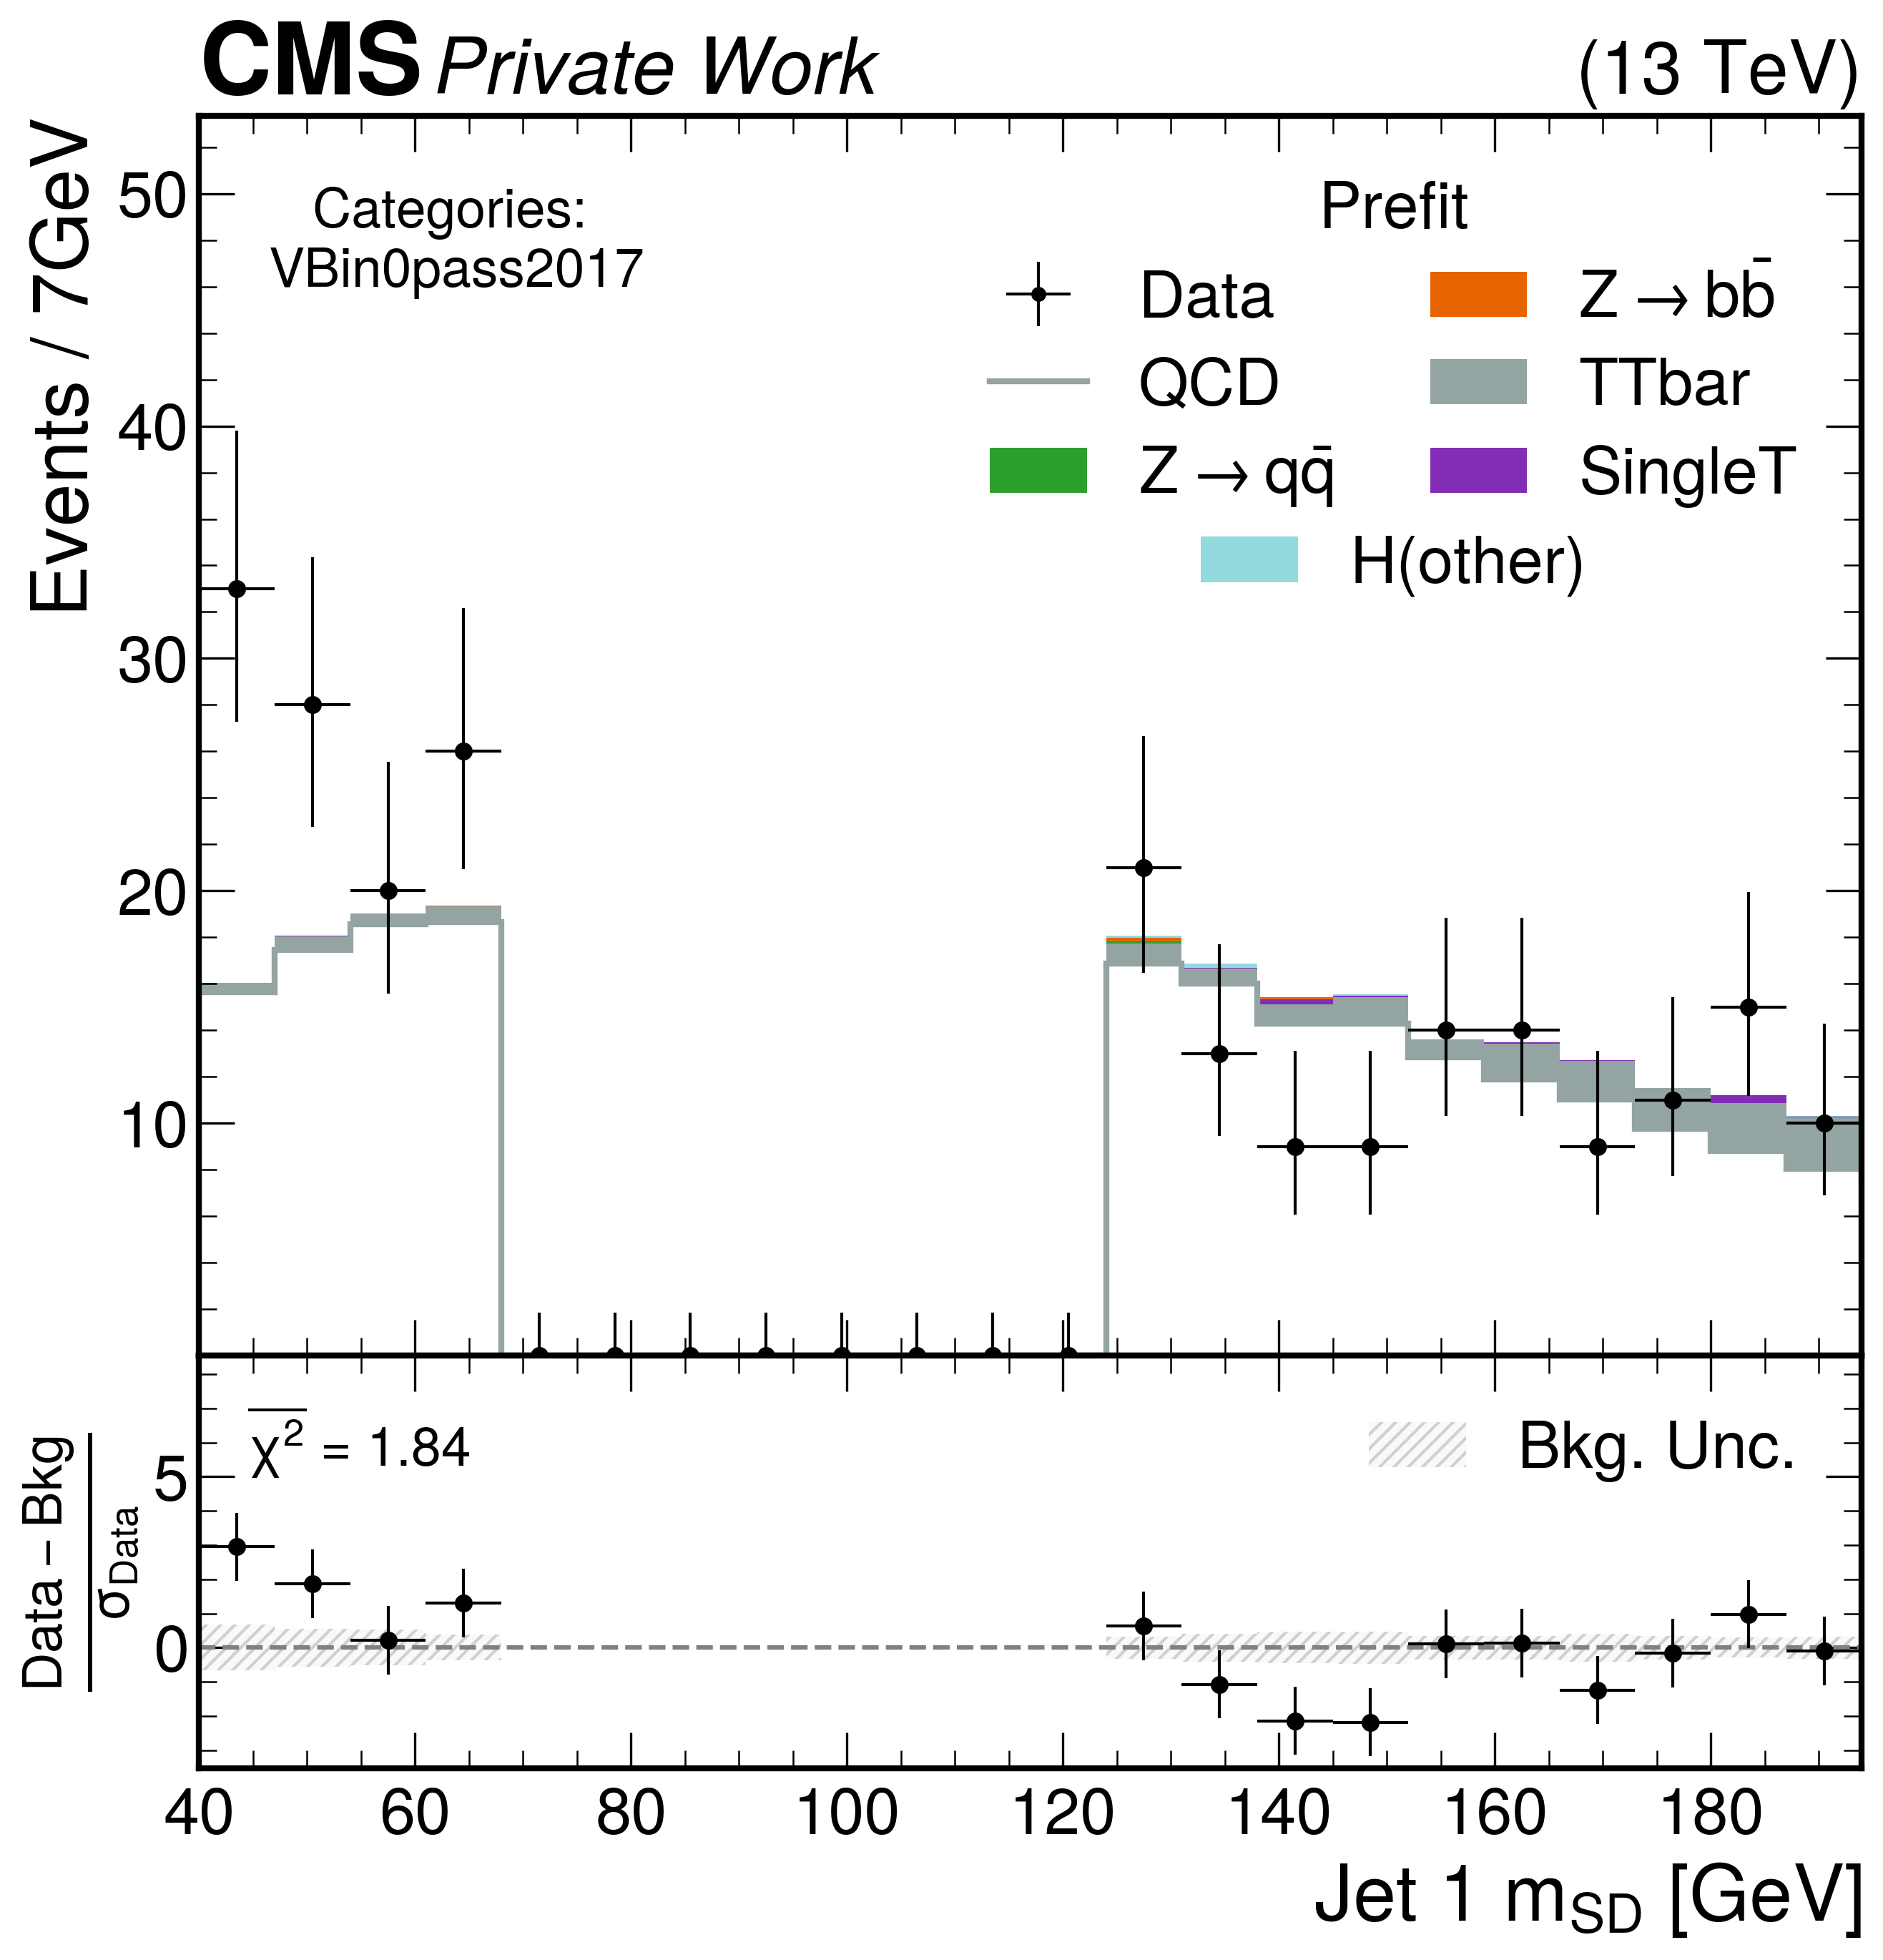 CMS Private Work (13 TeV)
Events / 7GeV
50
40
30
20
10
Categories:
VBin0pass2017
Prefit
Data
QCD
Z → qq̄
Z → bb̄
TTbar
SingleT
H(other)
Data − Bkg
σData
5
0
χ² = 1.84
Bkg. Unc.
40 60 80 100 120 140 160 180
Jet 1 mSD [GeV]